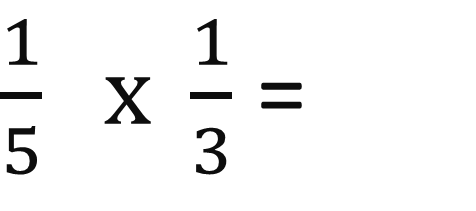 1/5 x 1/3 =